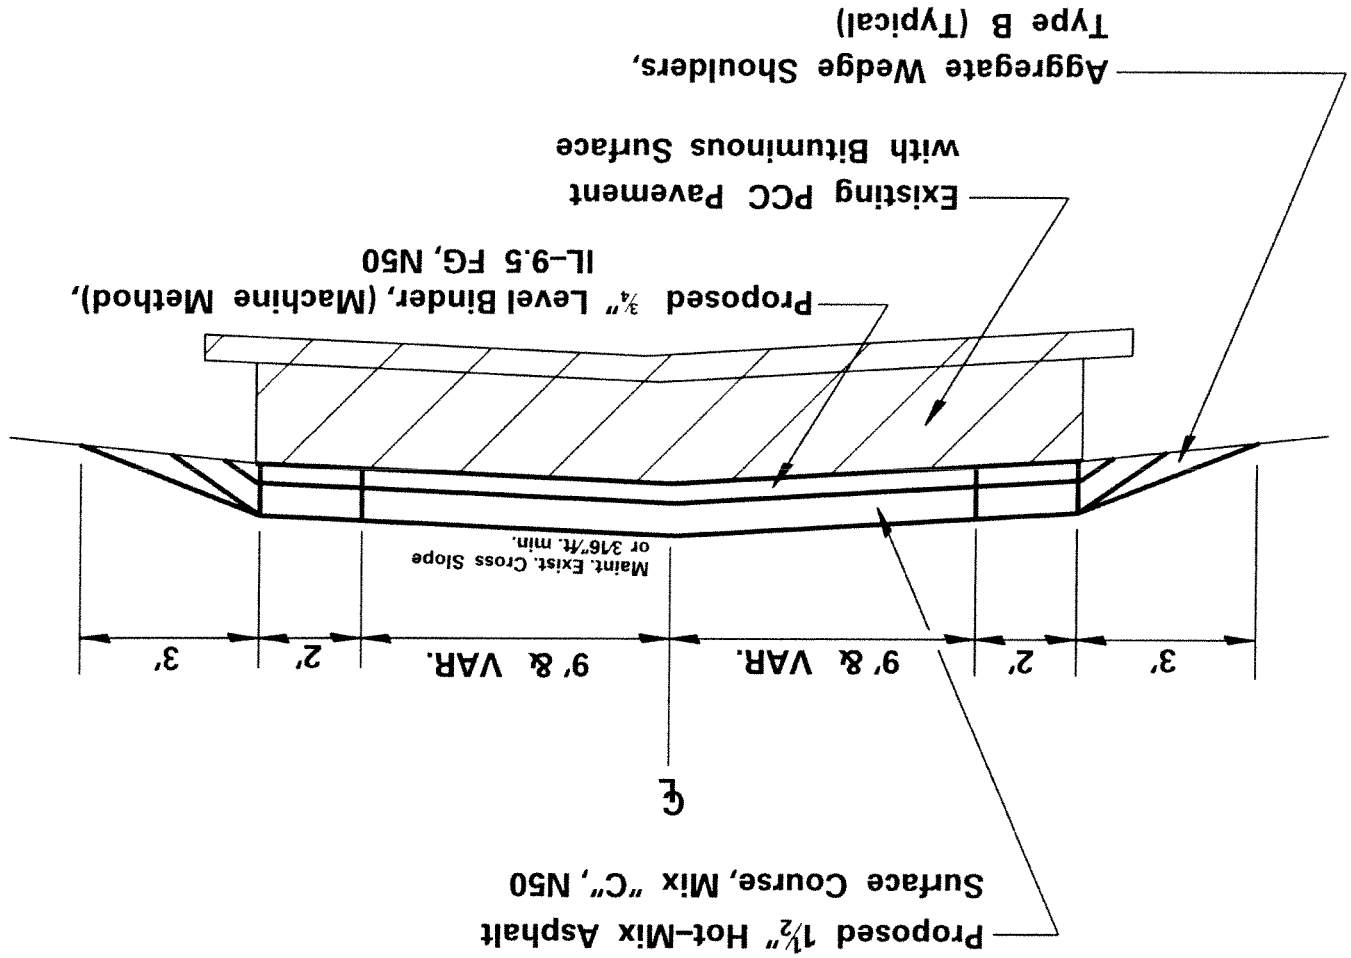 Proposed 1½" Hot-Mix Asphalt
Surface Course, Mix "C", N50
℄
3' 2' 9' & VAR. 9' & VAR. 2' 3'
Maint. Exist. Cross Slope
or 3/16"/ft. min.
Proposed ¾" Level Binder, (Machine Method),
IL-9.5 FG, N50
Existing PCC Pavement
with Bituminous Surface
Aggregate Wedge Shoulders,
Type B (Typical)